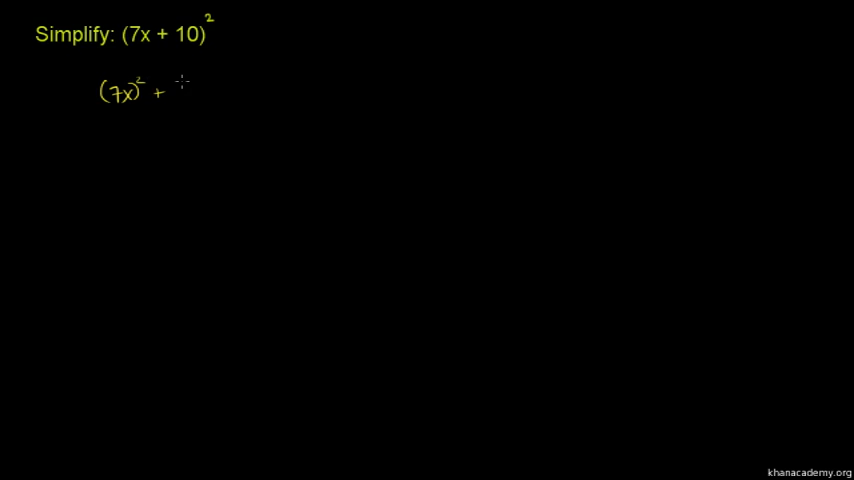 Simplify: (7x + 10)²
(7x)² +
khanacademy.org